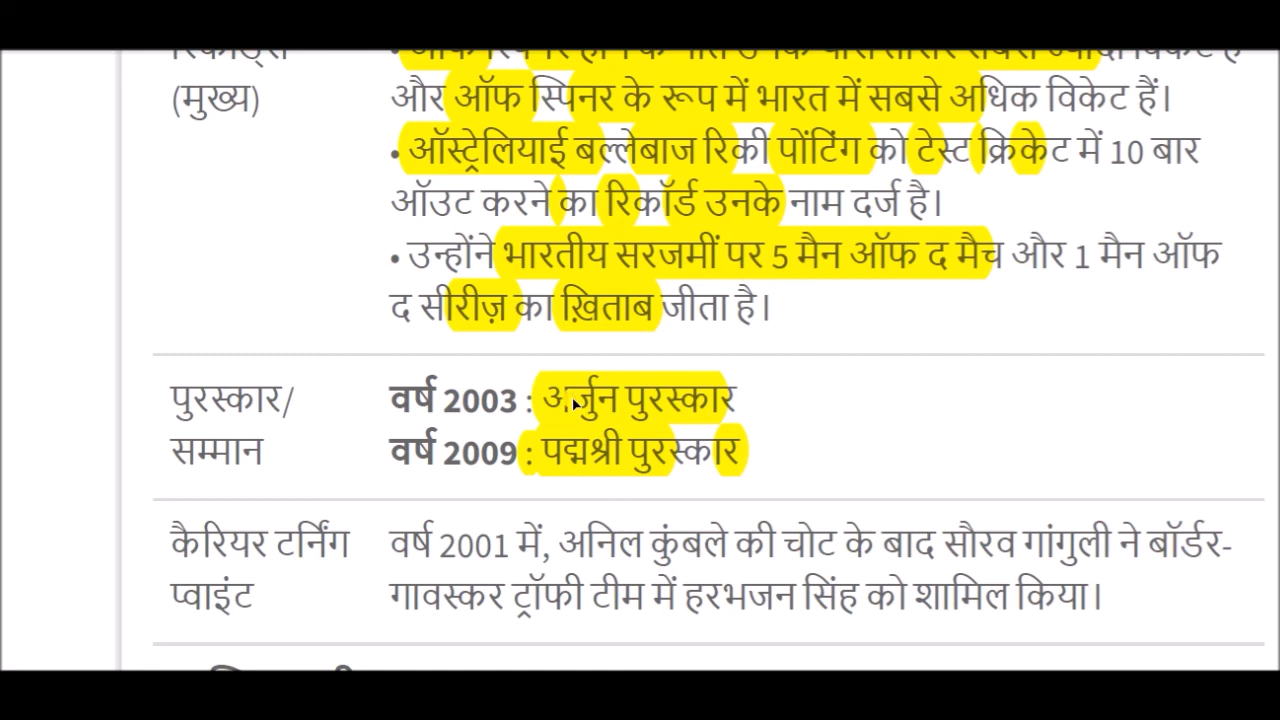 और ऑफ स्पिनर के रूप में भारत में सबसे अधिक विकेट हैं।
(मुख्य)
• ऑस्ट्रेलियाई बल्लेबाज रिकी पोंटिंग को टेस्ट क्रिकेट में 10 बार
ऑउट करने का रिकॉर्ड उनके नाम दर्ज है।
• उन्होंने भारतीय सरजमीं पर 5 मैन ऑफ द मैच और 1 मैन ऑफ
द सीरीज़ का ख़िताब जीता है।
पुरस्कार/
सम्मान
वर्ष 2003 : अर्जुन पुरस्कार
वर्ष 2009 : पद्मश्री पुरस्कार
कैरियर टर्निंग
प्वाइंट
वर्ष 2001 में, अनिल कुंबले की चोट के बाद सौरव गांगुली ने बॉर्डर-
गावस्कर ट्रॉफी टीम में हरभजन सिंह को शामिल किया।